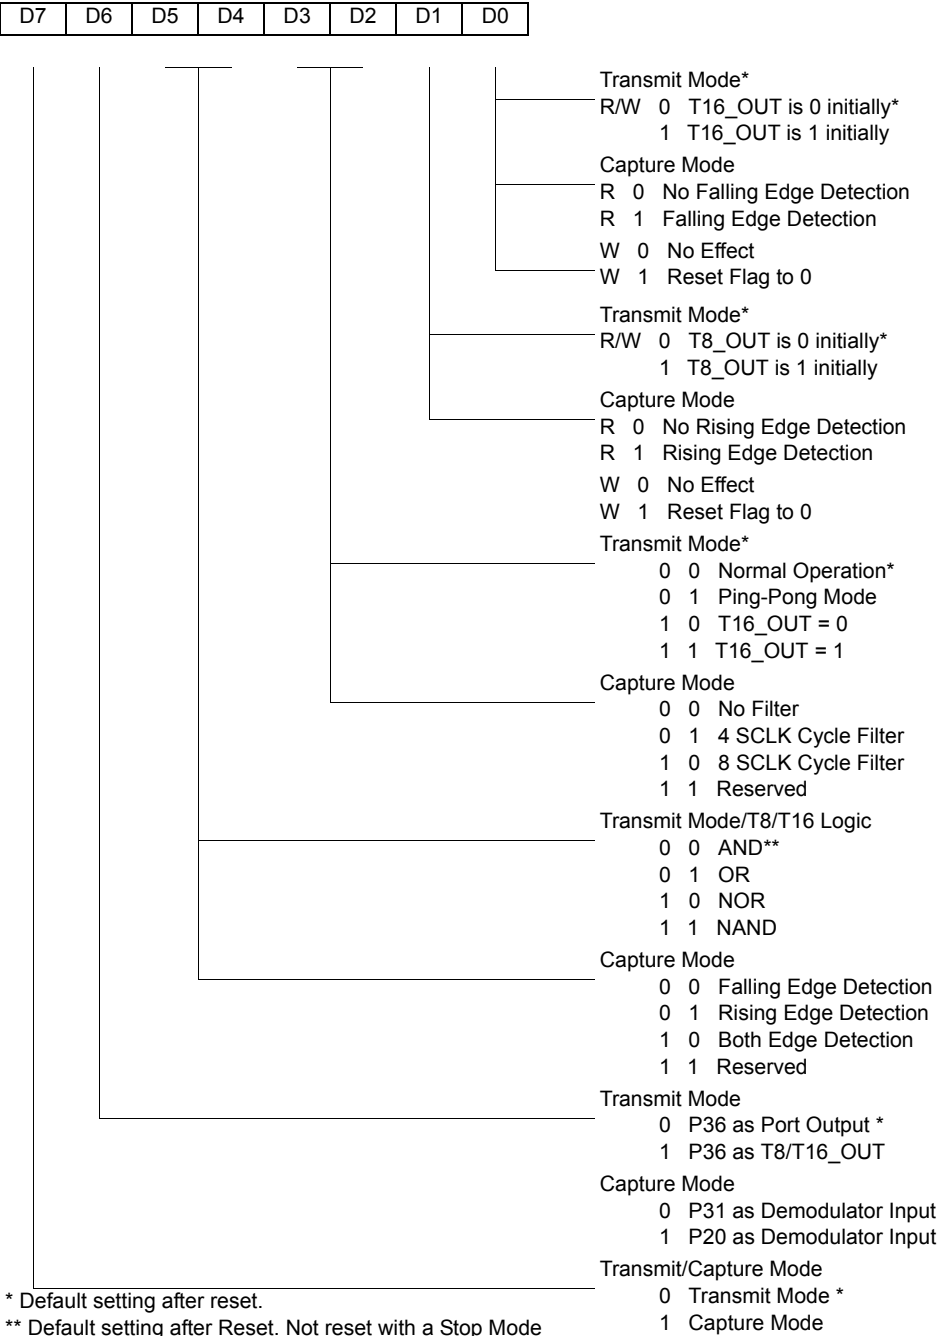 D7 D6 D5 D4 D3 D2 D1 D0
Transmit Mode*
R/W 0 T16_OUT is 0 initially*
1 T16_OUT is 1 initially
Capture Mode
R 0 No Falling Edge Detection
R 1 Falling Edge Detection
W 0 No Effect
W 1 Reset Flag to 0
Transmit Mode*
R/W 0 T8_OUT is 0 initially*
1 T8_OUT is 1 initially
Capture Mode
R 0 No Rising Edge Detection
R 1 Rising Edge Detection
W 0 No Effect
W 1 Reset Flag to 0
Transmit Mode*
0 0 Normal Operation*
0 1 Ping-Pong Mode
1 0 T16_OUT = 0
1 1 T16_OUT = 1
Capture Mode
0 0 No Filter
0 1 4 SCLK Cycle Filter
1 0 8 SCLK Cycle Filter
1 1 Reserved
Transmit Mode/T8/T16 Logic
0 0 AND**
0 1 OR
1 0 NOR
1 1 NAND
Capture Mode
0 0 Falling Edge Detection
0 1 Rising Edge Detection
1 0 Both Edge Detection
1 1 Reserved
Transmit Mode
0 P36 as Port Output *
1 P36 as T8/T16_OUT
Capture Mode
0 P31 as Demodulator Input
1 P20 as Demodulator Input
Transmit/Capture Mode
0 Transmit Mode *
1 Capture Mode
* Default setting after reset.
** Default setting after Reset. Not reset with a Stop Mode